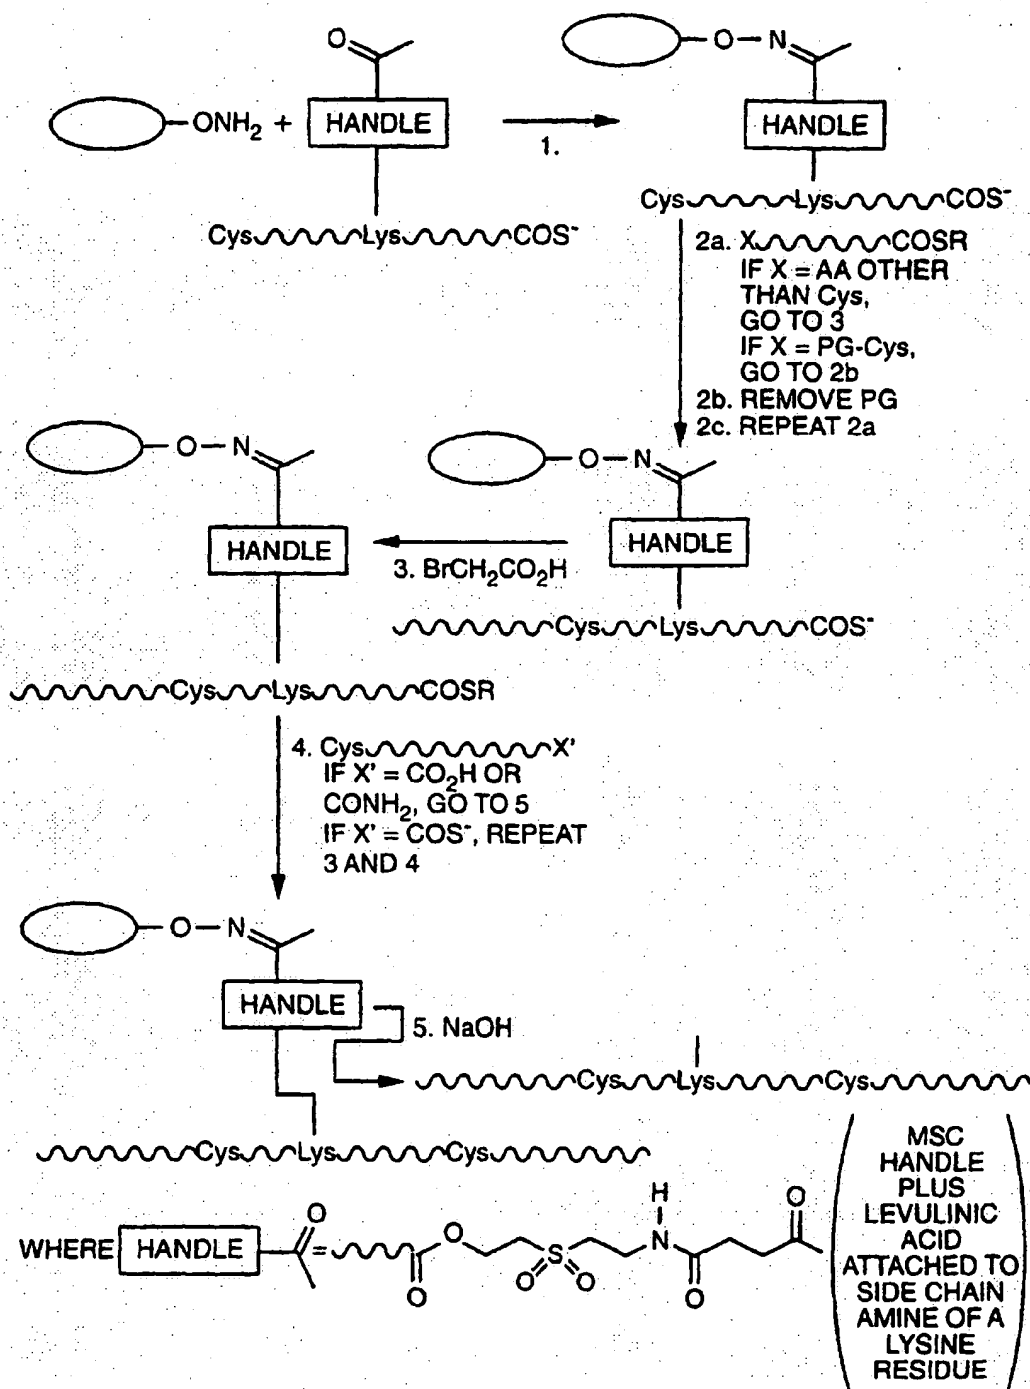 ONH2 + HANDLE
O
1.
Cys Lys COS-
O—N
HANDLE
Cys Lys COS-
2a. X COSR
IF X = AA OTHER
THAN Cys,
GO TO 3
IF X = PG-Cys,
GO TO 2b
2b. REMOVE PG
2c. REPEAT 2a
O—N
HANDLE
Cys Lys COS-
3. BrCH2CO2H
O—N
HANDLE
Cys Lys COSR
4. Cys X'
IF X' = CO2H OR
CONH2, GO TO 5
IF X' = COS-, REPEAT
3 AND 4
O—N
HANDLE
5. NaOH
Cys Lys Cys
Cys Lys Cys
WHERE HANDLE O = O O S O O N H O O
MSC
HANDLE
PLUS
LEVULINIC
ACID
ATTACHED TO
SIDE CHAIN
AMINE OF A
LYSINE
RESIDUE